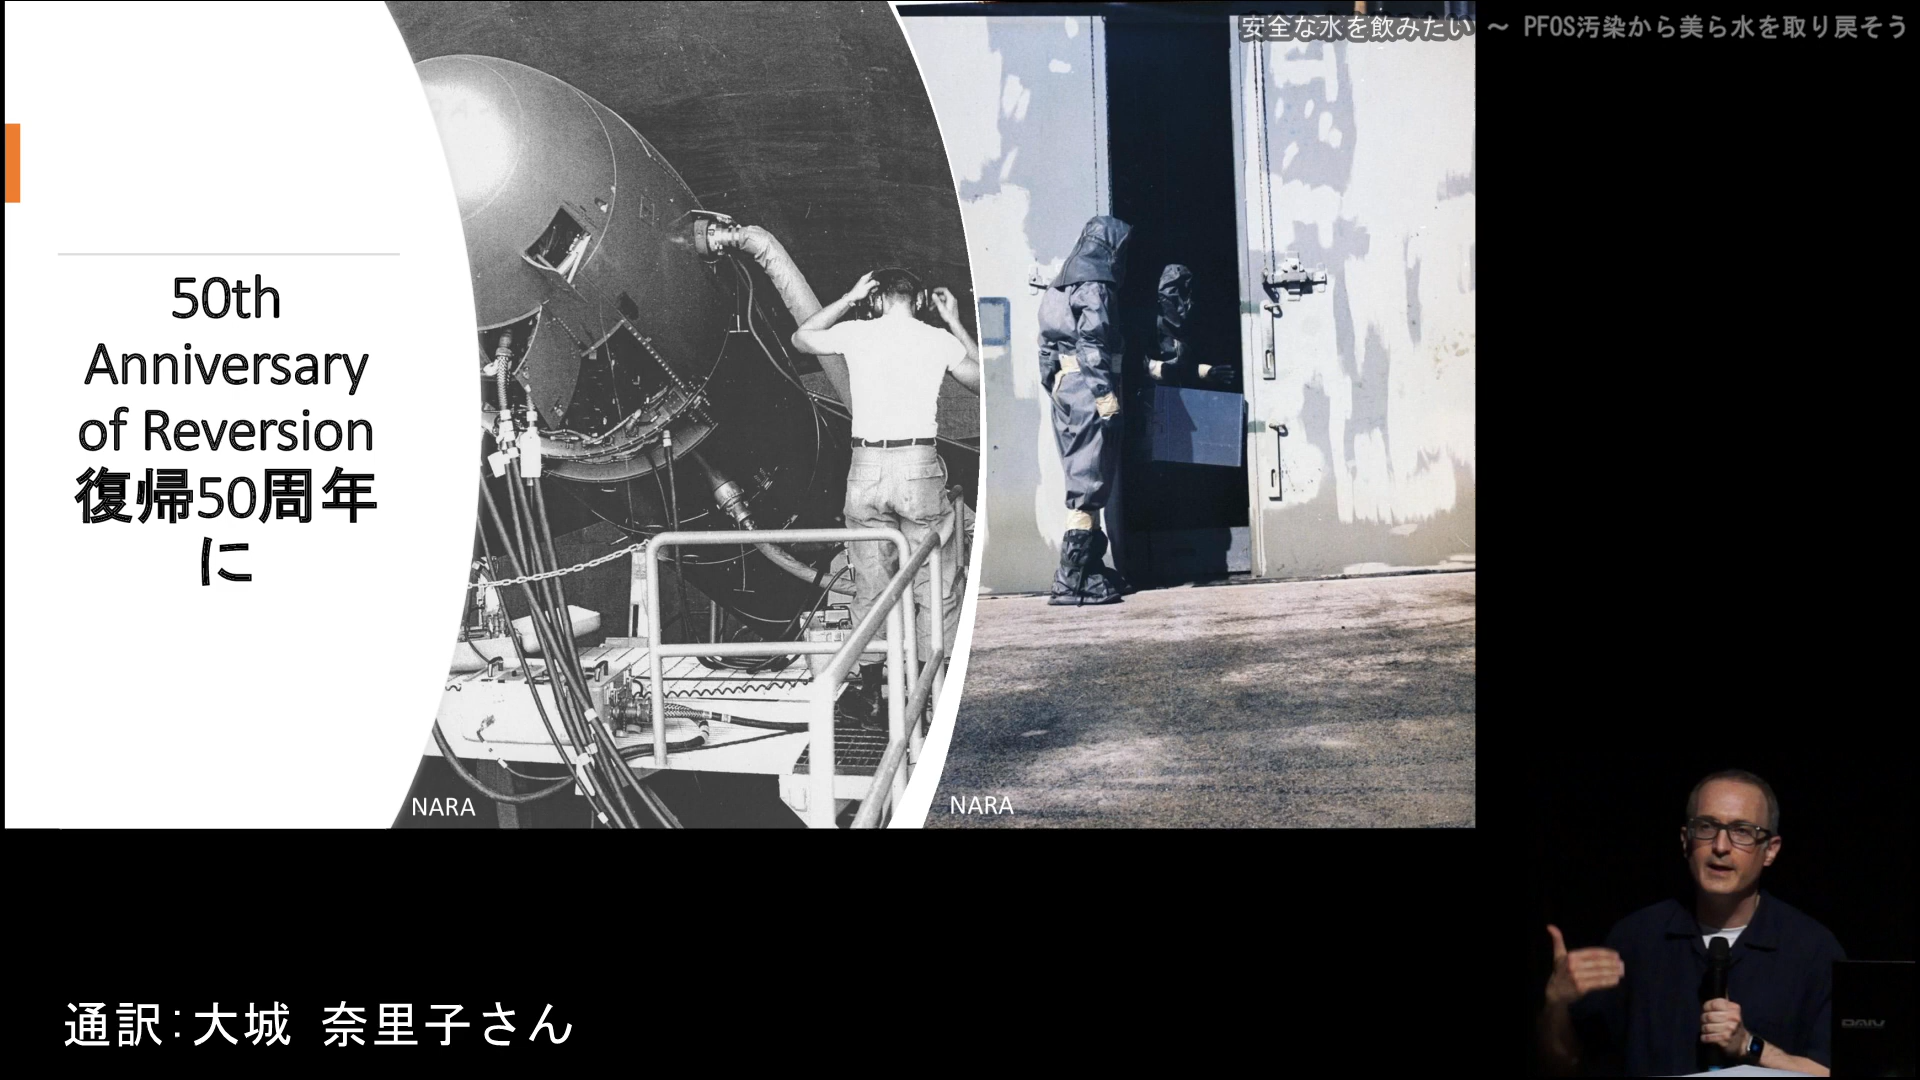 安全な水を飲みたい ～ PFOS汚染から美ら水を取り戻そう
50th
Anniversary
of Reversion
復帰50周年
に
NARA
NARA
通訳:大城 奈里子さん
DAIV